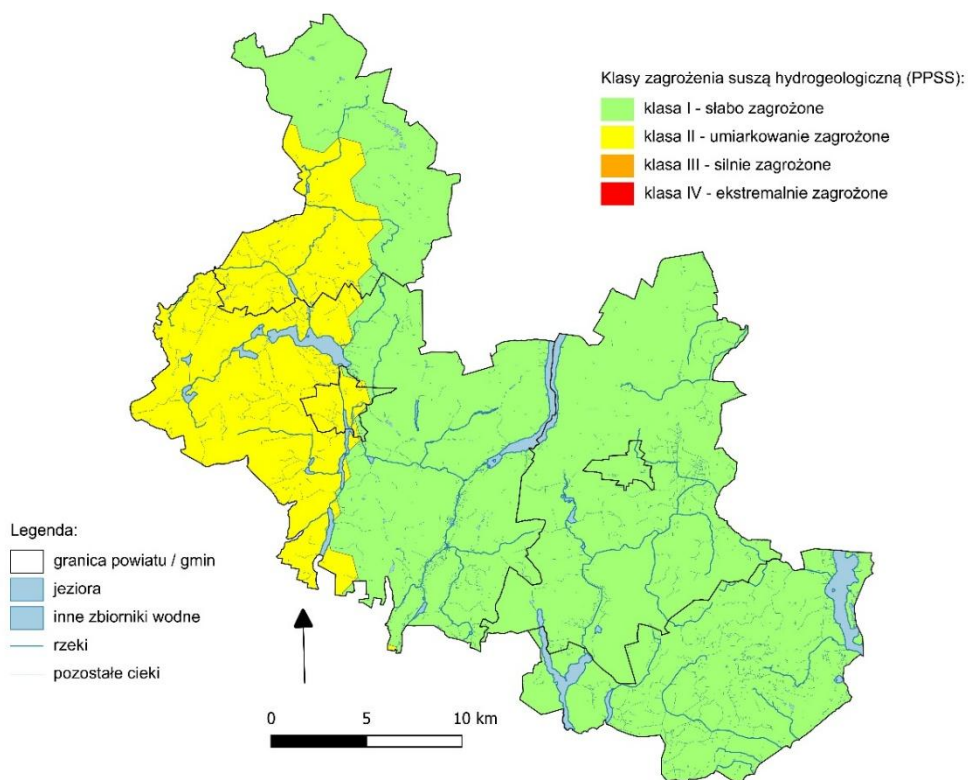 Klasy zagrożenia suszą hydrogeologiczną (PPSS):
klasa I - słabo zagrożone
klasa II - umiarkowanie zagrożone
klasa III - silnie zagrożone
klasa IV - ekstremalnie zagrożone
Legenda:
granica powiatu / gmin
jeziora
inne zbiorniki wodne
rzeki
pozostałe cieki
0 5 10 km